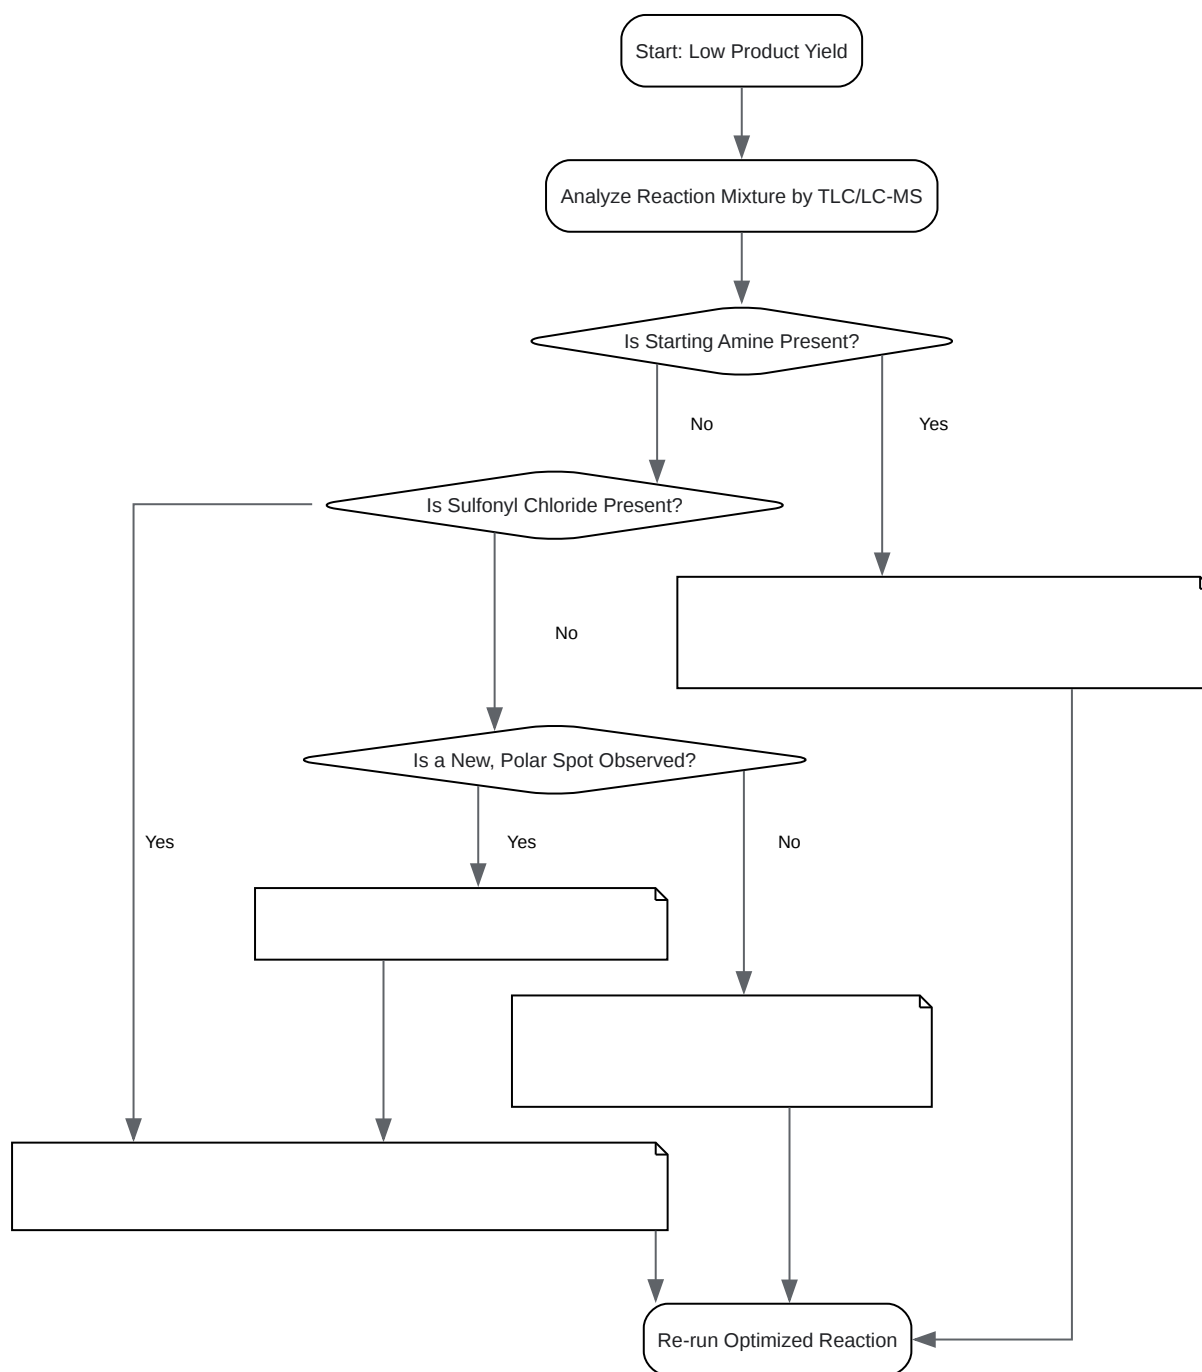 Start: Low Product Yield
Analyze Reaction Mixture by TLC/LC-MS
Is Starting Amine Present?
No
Yes
Is Sulfonyl Chloride Present?
No
Is a New, Polar Spot Observed?
Yes
Yes
No
Re-run Optimized Reaction